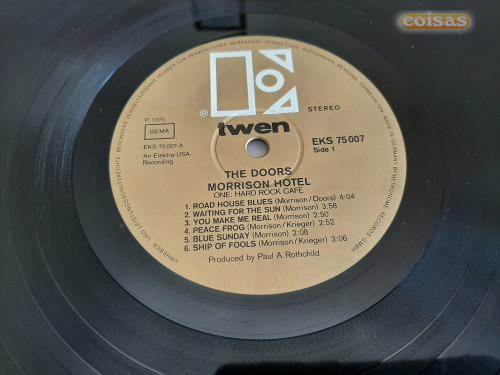 coisas
EK
®
STEREO
twen
P 1970
GEMA
EKS-75 007-A
An Elektra-USA-
Recording
EKS 75 007
Side 1
THE DOORS
MORRISON HOTEL
ONE: HARD ROCK CAFE
1. ROAD HOUSE BLUES (Morrison/Doors) 4:04
2. WAITING FOR THE SUN (Morrison) 3:58
3. YOU MAKE ME REAL (Morrison) 2:50
4. PEACE FROG (Morrison/Krieger) 2:52
5. BLUE SUNDAY (Morrison) 2:08
6. SHIP OF FOOLS (Morrison/Krieger) 3:06
Produced by Paul A. Rothchild